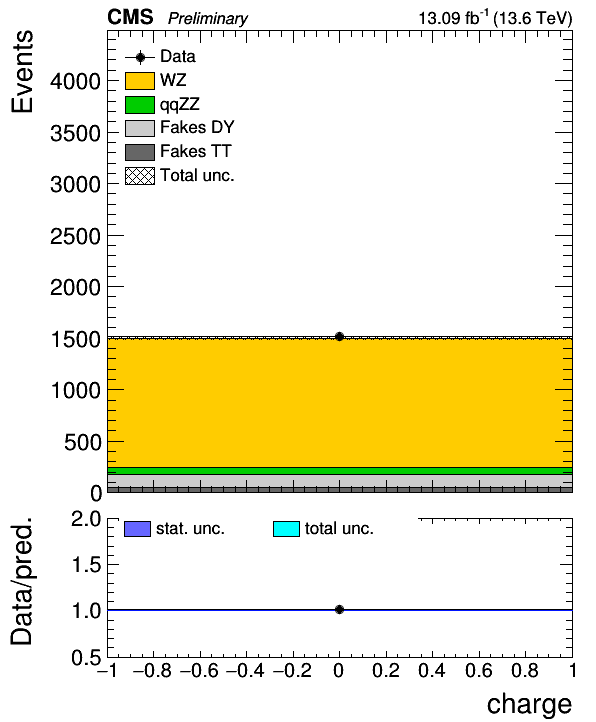 CMS Preliminary 13.09 fb⁻¹ (13.6 TeV)
Events
4000
3500
3000
2500
2000
1500
1000
500
0
Data
WZ
qqZZ
Fakes DY
Fakes TT
Total unc.
Data/pred.
2.0
1.5
1.0
0.5
stat. unc. total unc.
−1 −0.8 −0.6 −0.4 −0.2 0 0.2 0.4 0.6 0.8 1
charge